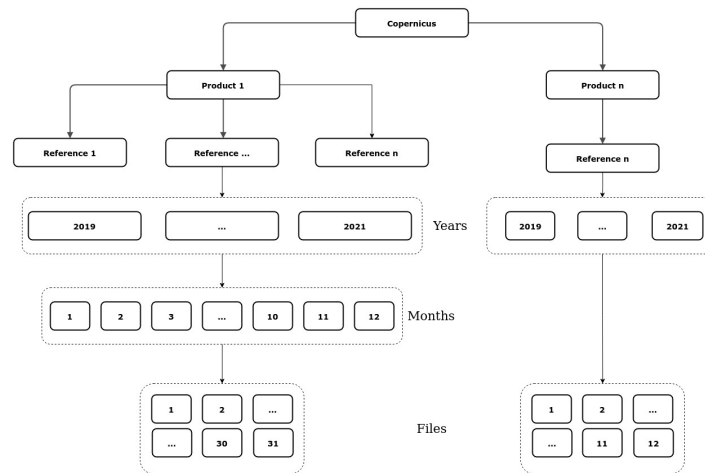 Copernicus
Product 1
Product n
Reference 1
Reference ...
Reference n
Reference n
2019
...
2021
Years
2019
...
2021
1
2
3
...
10
11
12
Months
1
2
...
...
30
31
Files
1
2
...
...
11
12